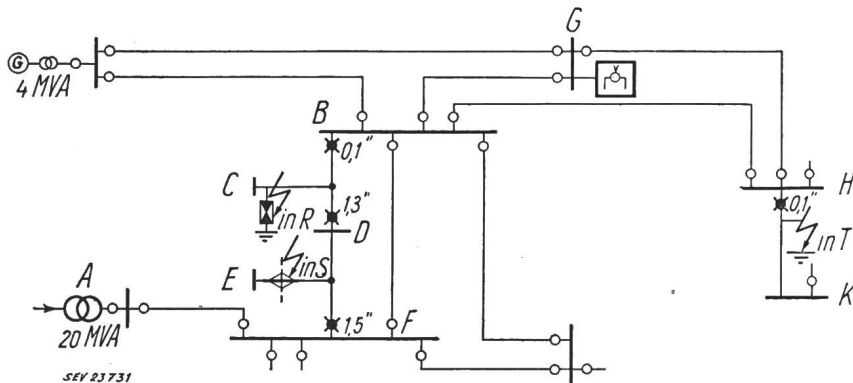 G
G
4 MVA
B
0,1"
C
1,3"
H
in R
D
0,1"
in T
E
in S
A
K
1,5"
F
20 MVA
SEV 23731